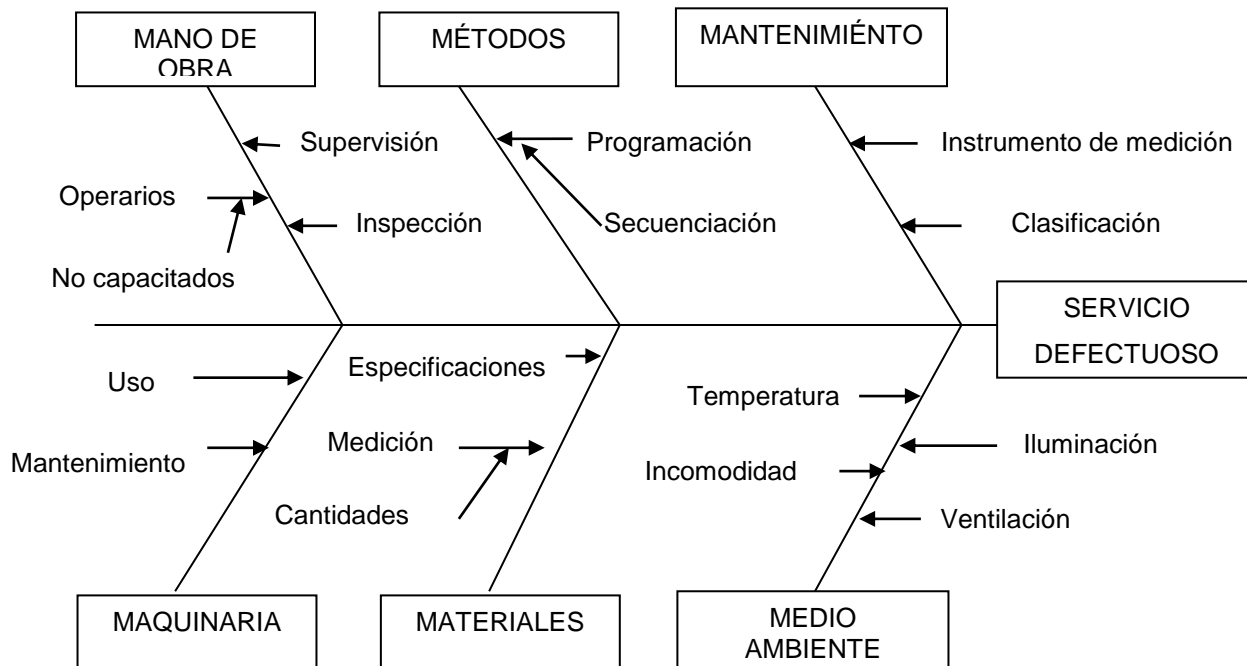 MANO DE
OBRA
MÉTODOS
MANTENIMIÉNTO
Supervisión
Programación
Instrumento de medición
Operarios
Inspección
Secuenciación
Clasificación
No capacitados
SERVICIO
DEFECTUOSO
Especificaciones
Uso
Temperatura
Medición
Iluminación
Mantenimiento
Incomodidad
Cantidades
Ventilación
MAQUINARIA
MATERIALES
MEDIO
AMBIENTE